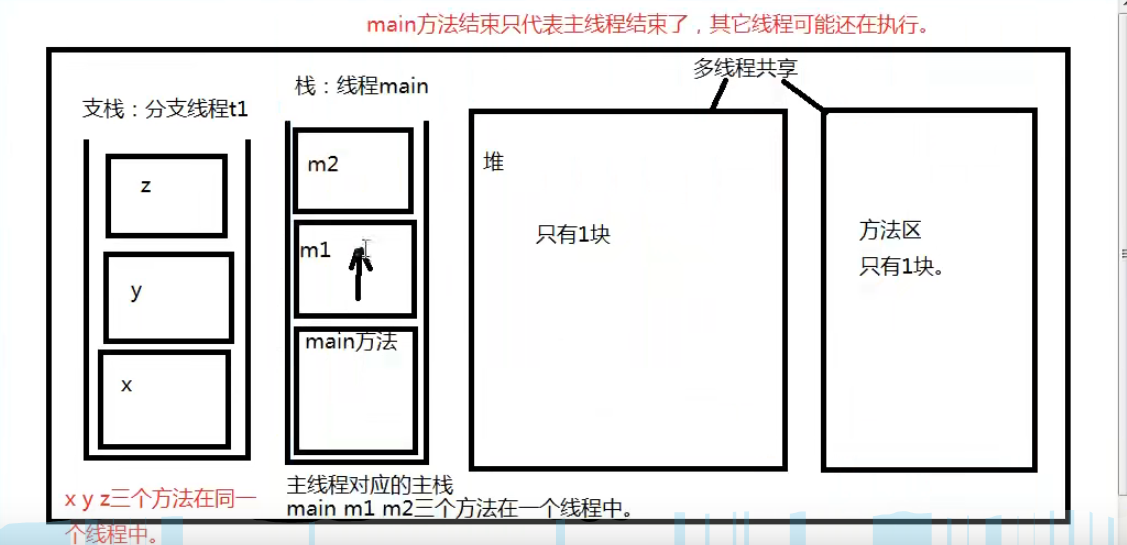 main方法结束只代表主线程结束了，其它线程可能还在执行。
多线程共享
栈：线程main
支栈：分支线程t1
z
y
x
m2
m1
main方法
堆
只有1块
方法区
只有1块。
x y z三个方法在同一
个线程中。
主线程对应的主栈
main m1 m2三个方法在一个线程中。